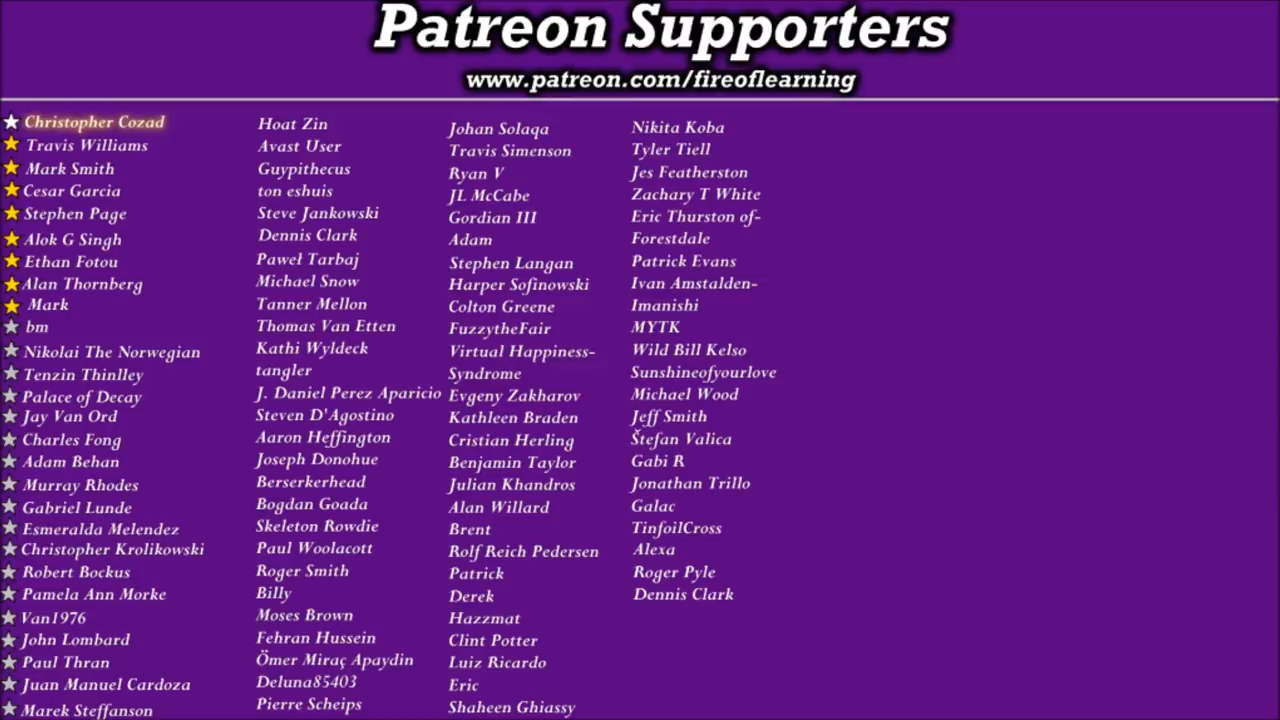 Patreon Supporters
www.patreon.com/fireoflearning
Christopher Cozad
Travis Williams
Mark Smith
Cesar Garcia
Stephen Page
Alok G Singh
Ethan Fotou
Alan Thornberg
Mark
bm
Nikolai The Norwegian
Tenzin Thinlley
Palace of Decay
Jay Van Ord
Charles Fong
Adam Behan
Murray Rhodes
Gabriel Lunde
Esmeralda Melendez
Christopher Krolikowski
Robert Bockus
Pamela Ann Morke
Van1976
John Lombard
Paul Thran
Juan Manuel Cardoza
Marek Steffanson
Hoat Zin
Avast User
Guypithecus
ton eshuis
Steve Jankowski
Dennis Clark
Paweł Tarbaj
Michael Snow
Tanner Mellon
Thomas Van Etten
Kathi Wyldeck
tangler
J. Daniel Perez Aparicio
Steven D'Agostino
Aaron Heffington
Joseph Donohue
Berserkerhead
Bogdan Goada
Skeleton Rowdie
Paul Woolacott
Roger Smith
Billy
Moses Brown
Fehran Hussein
Ömer Miraç Apaydin
Deluna85403
Pierre Scheips
Johan Solaqa
Travis Simenson
Ryan V
JL McCabe
Gordian III
Adam
Stephen Langan
Harper Sofinowski
Colton Greene
FuzzytheFair
Virtual Happiness-
Syndrome
Evgeny Zakharov
Kathleen Braden
Cristian Herling
Benjamin Taylor
Julian Khandros
Alan Willard
Brent
Rolf Reich Pedersen
Patrick
Derek
Hazzmat
Clint Potter
Luiz Ricardo
Eric
Shaheen Ghiassy
Nikita Koba
Tyler Tiell
Jes Featherston
Zachary T White
Eric Thurston of-
Forestdale
Patrick Evans
Ivan Amstalden-
Imanishi
MYTK
Wild Bill Kelso
Sunshineofyourlove
Michael Wood
Jeff Smith
Štefan Valica
Gabi R
Jonathan Trillo
Galac
TinfoilCross
Alexa
Roger Pyle
Dennis Clark